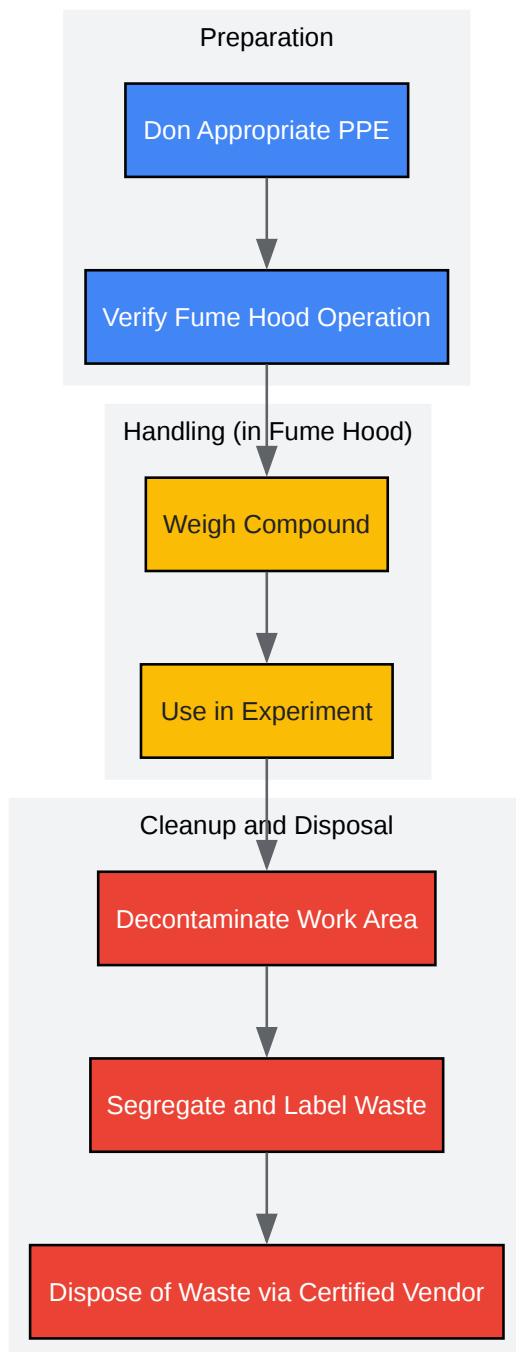 Preparation
Don Appropriate PPE
Verify Fume Hood Operation
Handling (in Fume Hood)
Weigh Compound
Use in Experiment
Cleanup and Disposal
Decontaminate Work Area
Segregate and Label Waste
Dispose of Waste via Certified Vendor